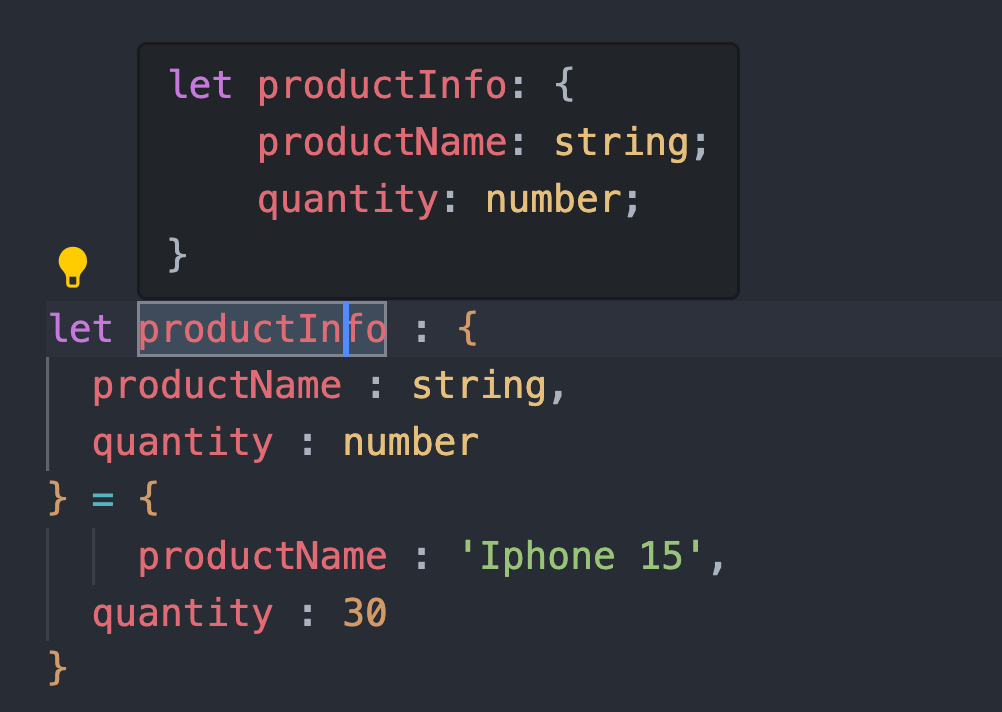 let productInfo: {
    productName: string;
    quantity: number;
}
let productInfo : {
  productName : string,
  quantity : number
} = {
    productName : 'Iphone 15',
  quantity : 30
}